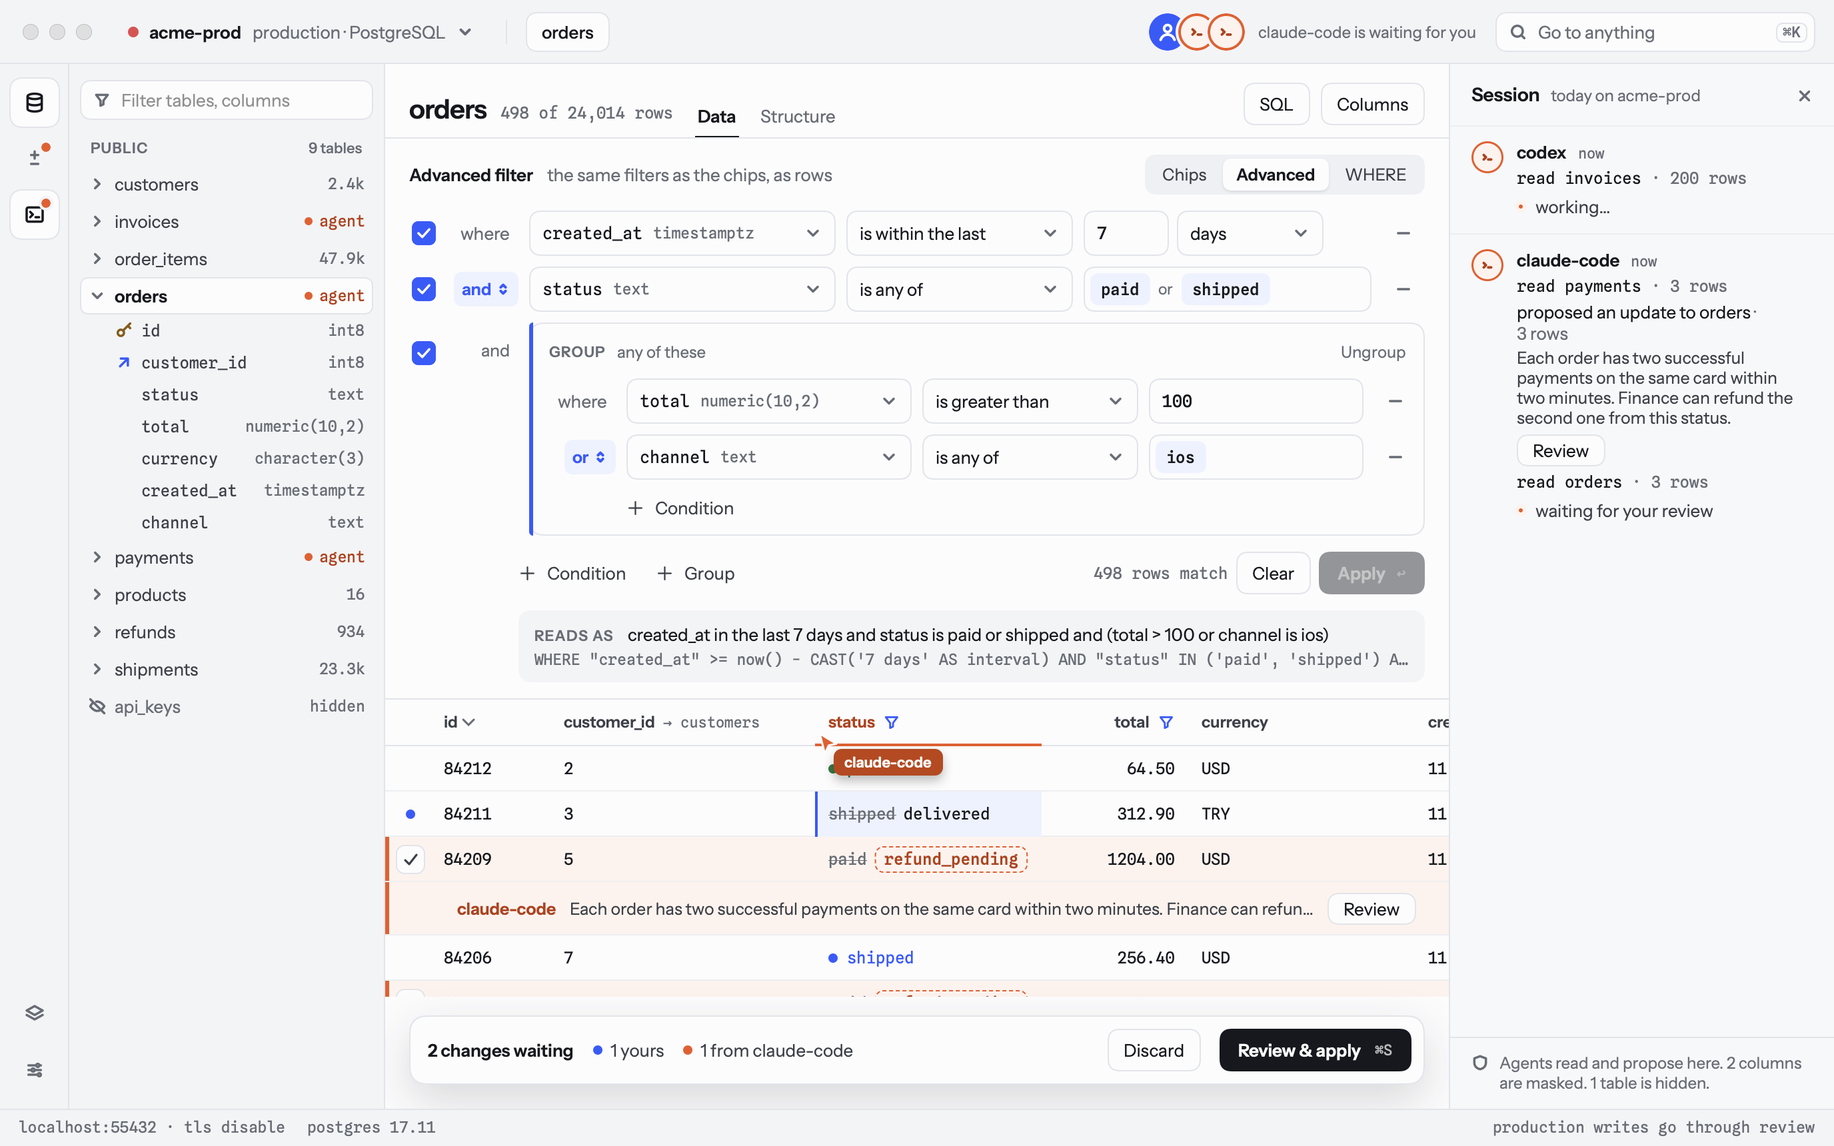 acme-prod production · PostgreSQL
orders
claude-code is waiting for you
Go to anything ⌘K
Filter tables, columns
PUBLIC 9 tables
customers 2.4k
invoices agent
order_items 47.9k
orders agent
id int8
customer_id int8
status text
total numeric(10,2)
currency character(3)
created_at timestamptz
channel text
payments agent
products 16
refunds 934
shipments 23.3k
api_keys hidden
orders 498 of 24,014 rows Data Structure
SQL Columns
Advanced filter the same filters as the chips, as rows
Chips Advanced WHERE
where created_at timestamptz is within the last 7 days
and status text is any of paid or shipped
and GROUP any of these Ungroup
where total numeric(10,2) is greater than 100
or channel text is any of ios
+ Condition
+ Condition + Group 498 rows match Clear Apply ↵
READS AS created_at in the last 7 days and status is paid or shipped and (total > 100 or channel is ios)
WHERE "created_at" >= now() - CAST('7 days' AS interval) AND "status" IN ('paid', 'shipped') A…
id customer_id → customers status total currency cre
claude-code
84212 2 64.50 USD 11
84211 3 shipped delivered 312.90 TRY 11
84209 5 paid refund_pending 1204.00 USD 11
claude-code Each order has two successful payments on the same card within two minutes. Finance can refun… Review
84206 7 shipped 256.40 USD 11
2 changes waiting 1 yours 1 from claude-code Discard Review & apply ⌘S
Session today on acme-prod
codex now
read invoices · 200 rows
working…
claude-code now
read payments · 3 rows
proposed an update to orders ·
3 rows
Each order has two successful
payments on the same card within
two minutes. Finance can refund the
second one from this status.
Review
read orders · 3 rows
waiting for your review
Agents read and propose here. 2 columns
are masked. 1 table is hidden.
localhost:55432 · tls disable postgres 17.11
production writes go through review